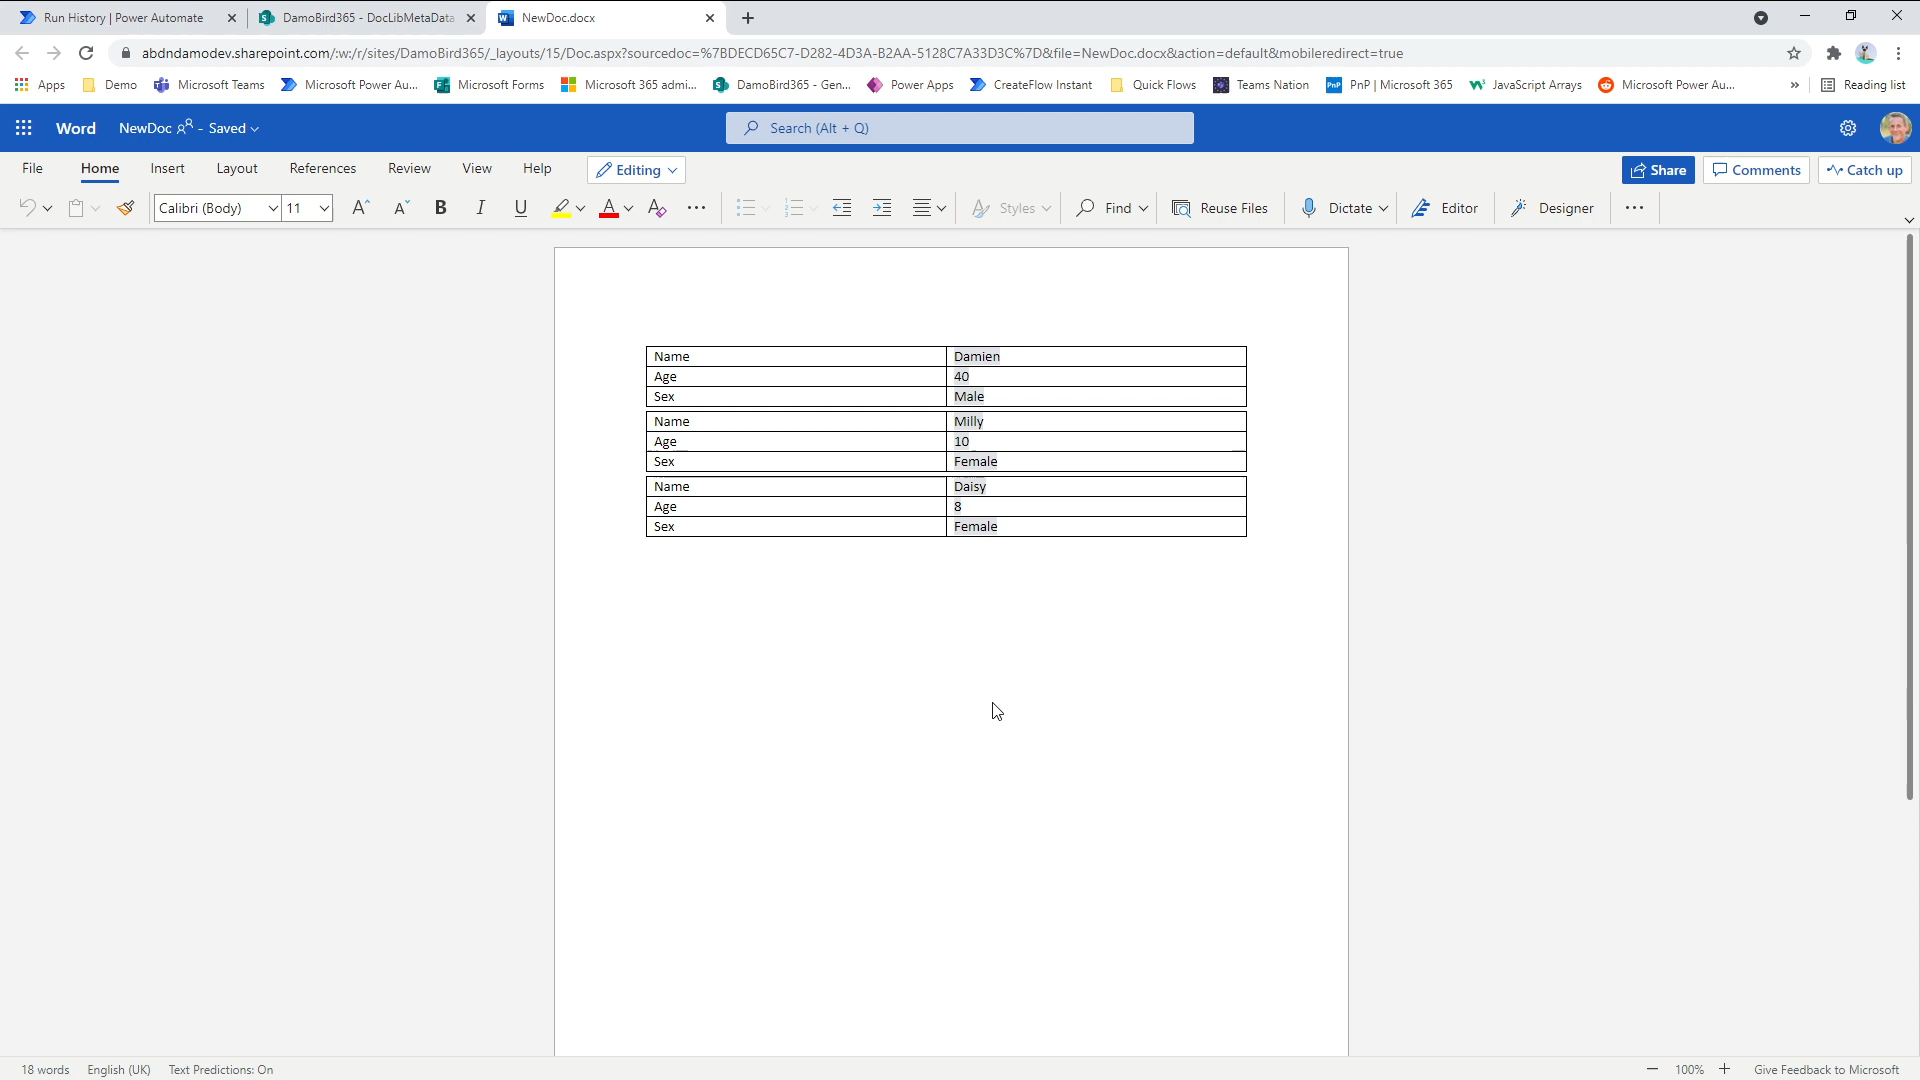 Run History | Power Automate
DamoBird365 - DocLibMetaData
NewDoc.docx
abdndamodev.sharepoint.com/:w:/r/sites/DamoBird365/_layouts/15/Doc.aspx?sourcedoc=%7BDECD65C7-D282-4D3A-B2AA-5128C7A33D3C%7D&file=NewDoc.docx&action=default&mobileredirect=true
Apps Demo Microsoft Teams Microsoft Power Au... Microsoft Forms Microsoft 365 admi... DamoBird365 - Gen... Power Apps CreateFlow Instant Quick Flows Teams Nation PnP | Microsoft 365 JavaScript Arrays Microsoft Power Au... » Reading list
Word NewDoc - Saved Search (Alt + Q)
File Home Insert Layout References Review View Help Editing Share Comments Catch up
Calibri (Body) 11 A A B I U A A Styles Find Reuse Files Dictate Editor Designer
Name Damien
Age 40
Sex Male
Name Milly
Age 10
Sex Female
Name Daisy
Age 8
Sex Female
18 words English (UK) Text Predictions: On 100% Give Feedback to Microsoft